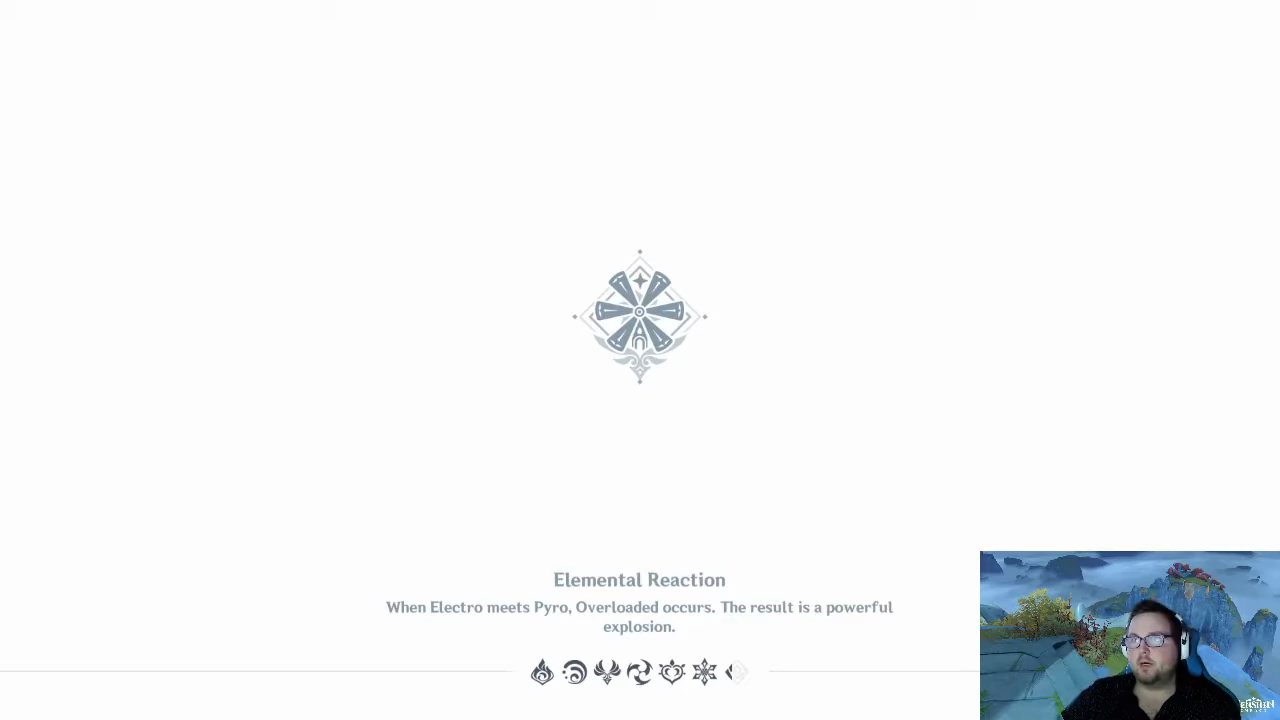 Elemental Reaction
When Electro meets Pyro, Overloaded occurs. The result is a powerful
explosion.